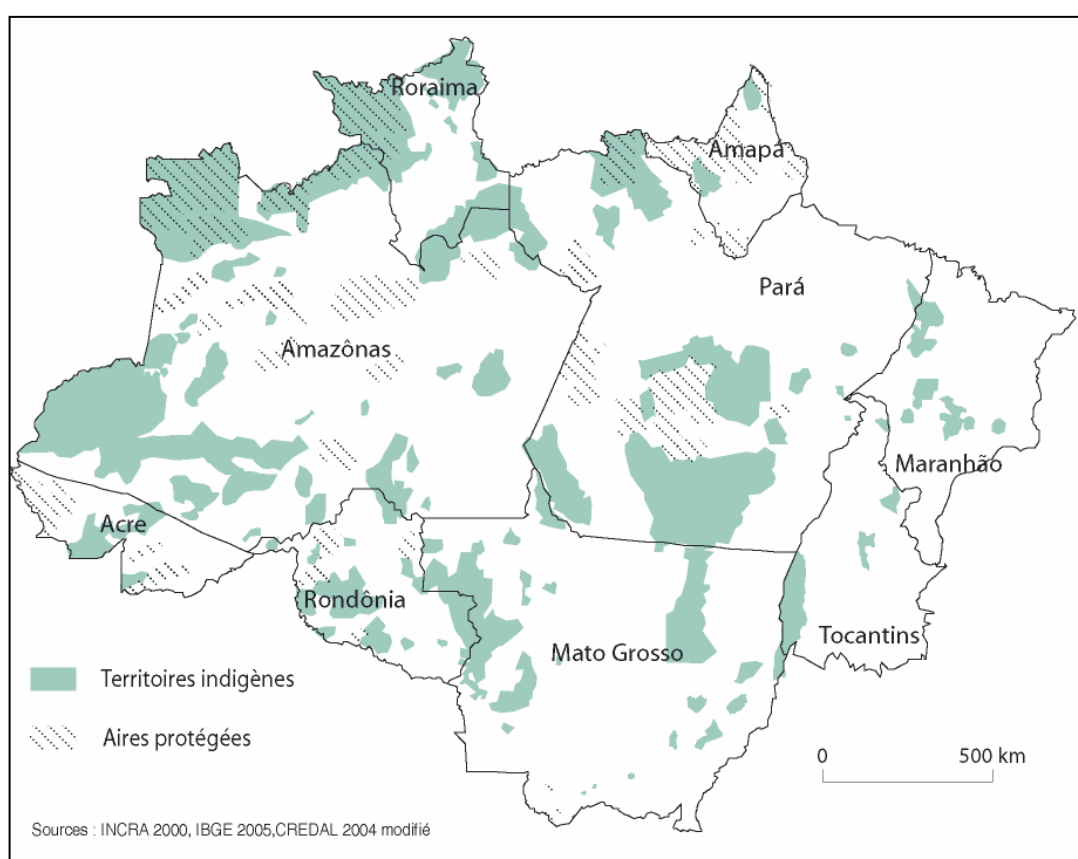 Roraima
Amapá
Pará
Amazônas
Maranhão
Acre
Rondônia
Mato Grosso
Tocantins
Territoires indigènes
Aires protégées
0 500 km
Sources : INCRA 2000, IBGE 2005,CREDAL 2004 modifié